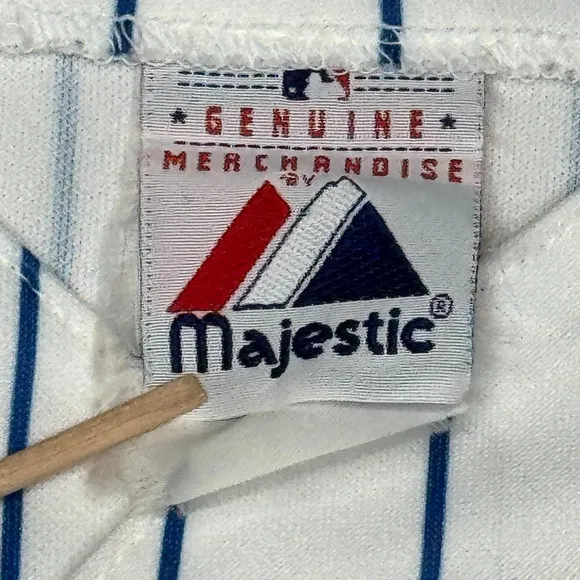 ★ GENUINE ★
MERCHANDISE
BY
Majestic®